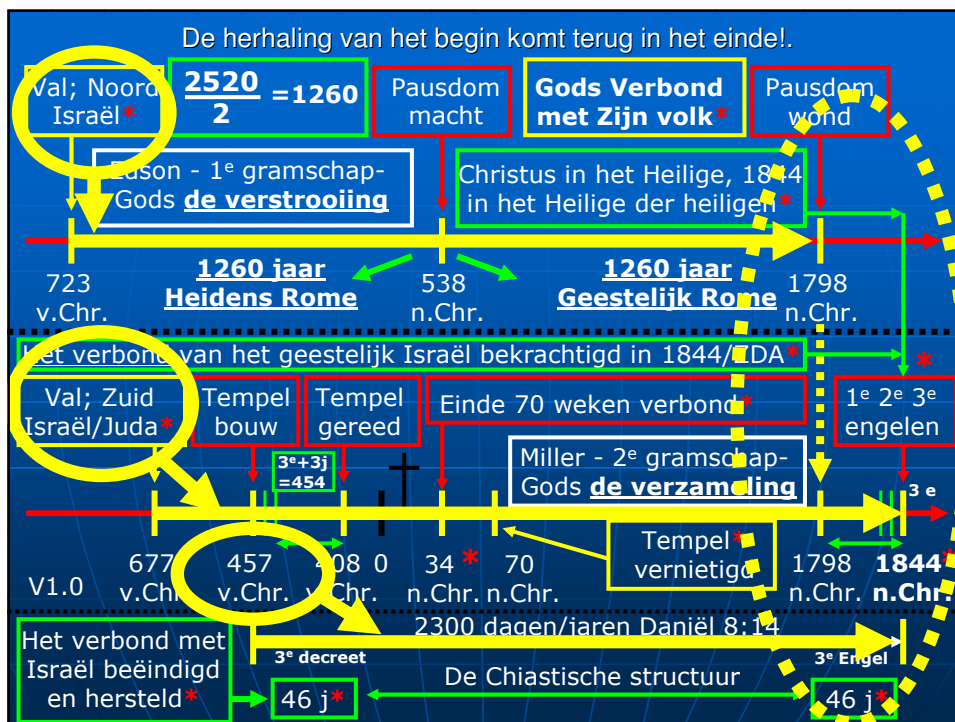 De herhaling van het begin komt terug in het einde!.
Val; Noord
Israël*
2520
2
=1260
Pausdom
macht
Gods Verbond
met Zijn volk*
Pausdom
wond
Edson - 1e gramschap-
Gods de verstrooiing
Christus in het Heilige, 1844
in het Heilige der heiligen*
723
v.Chr.
1260 jaar
Heidens Rome
538
n.Chr.
1260 jaar
Geestelijk Rome
1798
n.Chr.
Het verbond van het geestelijk Israël bekrachtigd in 1844/ZDA*
*
Val; Zuid
Israël/Juda*
Tempel
bouw
Tempel
gereed
Einde 70 weken verbond*
1e 2e 3e
engelen
3e+3j
=454
Miller - 2e gramschap-
Gods de verzameling
3 e
Tempel*
vernietigd
V1.0
677
v.Chr.
457
v.Chr.
408
v.Chr.
0
34 *
n.Chr.
70
n.Chr.
1798
n.Chr.
1844*
n.Chr.
2300 dagen/jaren Daniël 8:14
Het verbond met
Israël beëindigd
en hersteld*
3e decreet
3e Engel
De Chiastische structuur
46 j*
46 j*